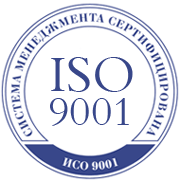 СИСТЕМА МЕНЕДЖМЕНТА СЕРТИФИЦИРОВАНА
ISO
9001
ИСО 9001